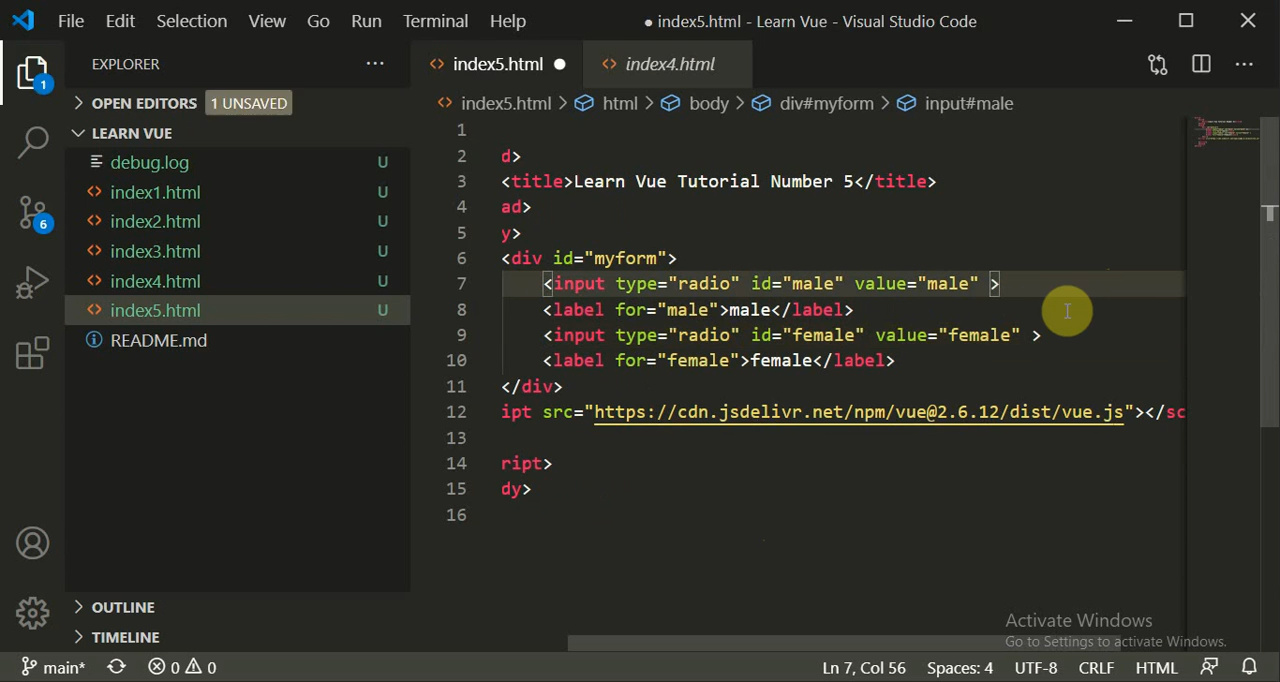 File Edit Selection View Go Run Terminal Help ● index5.html - Learn Vue - Visual Studio Code
EXPLORER ···
index5.html ●
index4.html
1
OPEN EDITORS 1 UNSAVED
index5.html > html > body > div#myform > input#male
LEARN VUE
debug.log U
index1.html U
index2.html U
index3.html U
index4.html U
index5.html U
README.md
6
1
2 d>
3 <title>Learn Vue Tutorial Number 5</title>
4 ad>
5 y>
6 <div id="myform">
7 <input type="radio" id="male" value="male" >
8 <label for="male">male</label>
9 <input type="radio" id="female" value="female" >
10 <label for="female">female</label>
11 </div>
12 ipt src="https://cdn.jsdelivr.net/npm/vue@2.6.12/dist/vue.js"></sc
13
14 ript>
15 dy>
16
OUTLINE
TIMELINE
Activate Windows
Go to Settings to activate Windows.
main* 0 0 Ln 7, Col 56 Spaces: 4 UTF-8 CRLF HTML